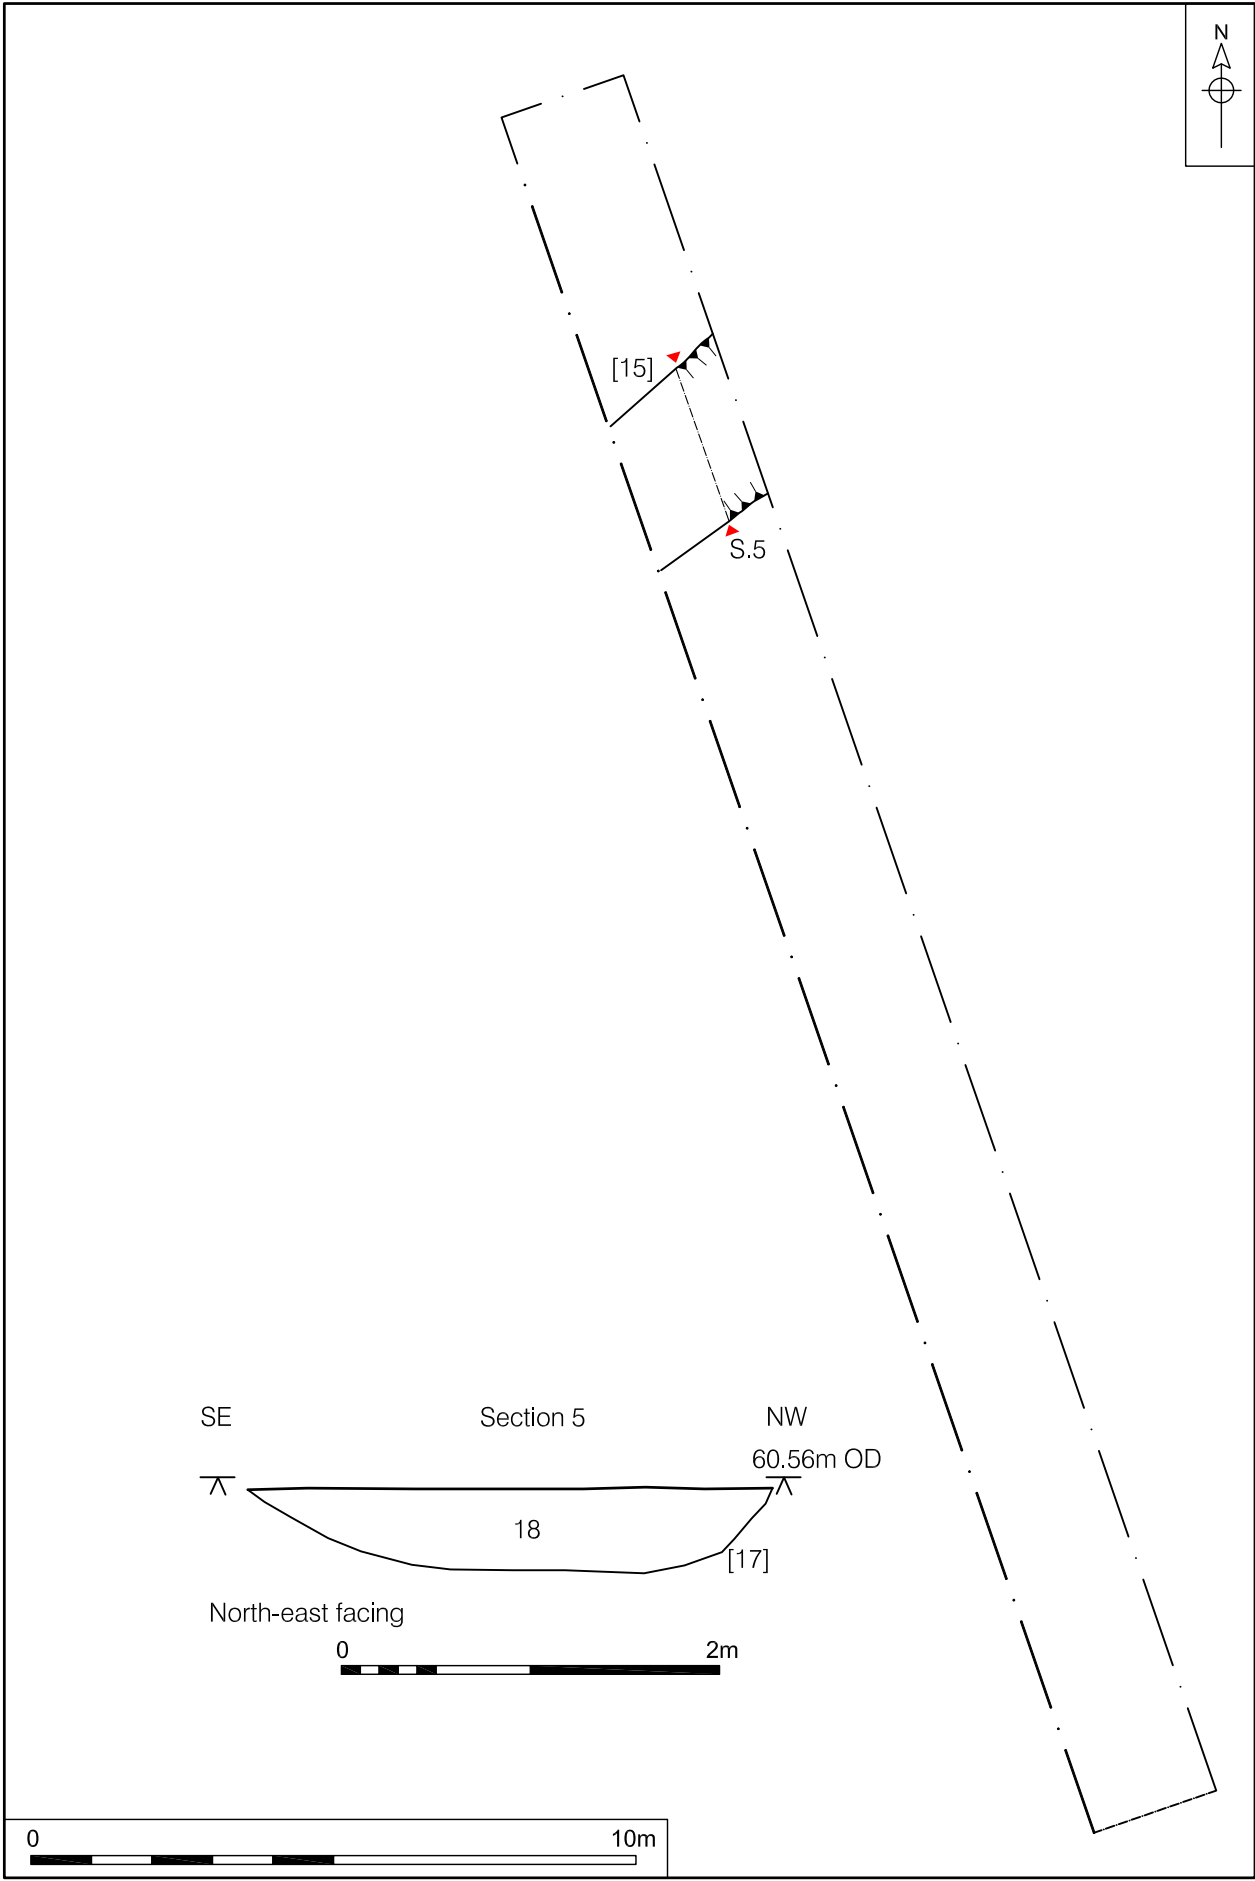 N
[15]
S.5
SE Section 5 NW
60.56m OD
18
[17]
North-east facing
0 2m
0 10m